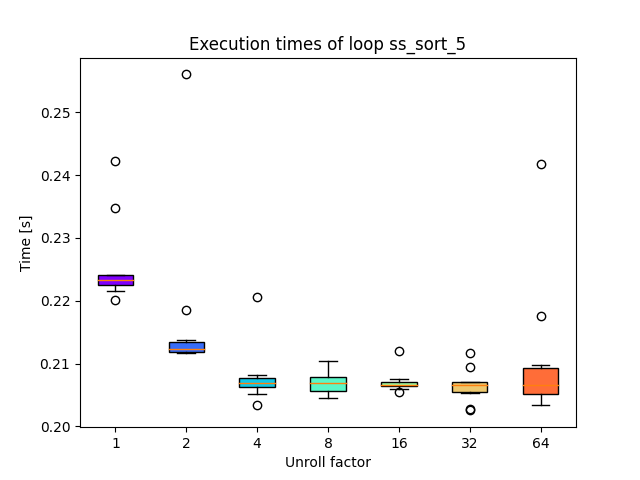 Execution times of loop ss_sort_5
0.25
0.24
0.23
0.22
0.21
0.20
Time [s]
1 2 4 8 16 32 64
Unroll factor